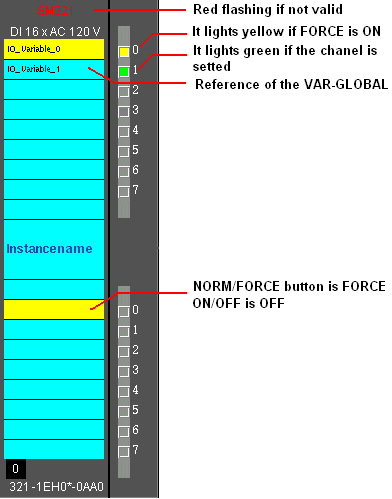 SM32
Red flashing if not valid
DI 16 x AC 120 V
It lights yellow if FORCE is ON
IO_Variable_0
0
It lights green if the chanel is
setted
IO_Variable_1
1
Reference of the VAR-GLOBAL
2
3
4
5
6
7
Instancename
NORM/FORCE button is FORCE
ON/OFF is OFF
0
1
2
3
4
5
6
7
0
321 -1EH0*-0AA0